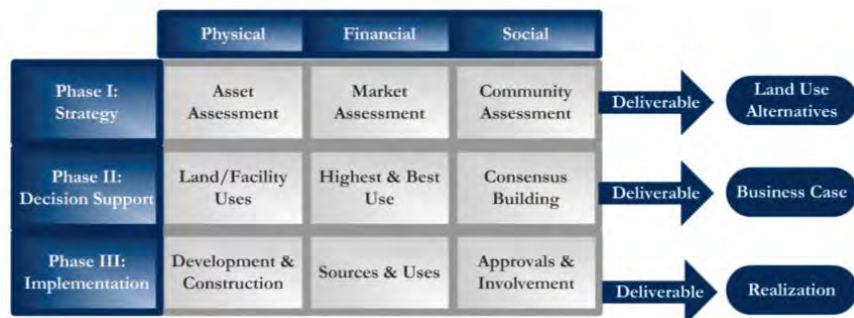 Physical
Financial
Social
Phase I:
Strategy
Asset
Assessment
Market
Assessment
Community
Assessment
Deliverable
Land Use
Alternatives
Phase II:
Decision Support
Land/Facility
Uses
Highest & Best
Use
Consensus
Building
Deliverable
Business Case
Phase III:
Implementation
Development &
Construction
Sources & Uses
Approvals &
Involvement
Deliverable
Realization